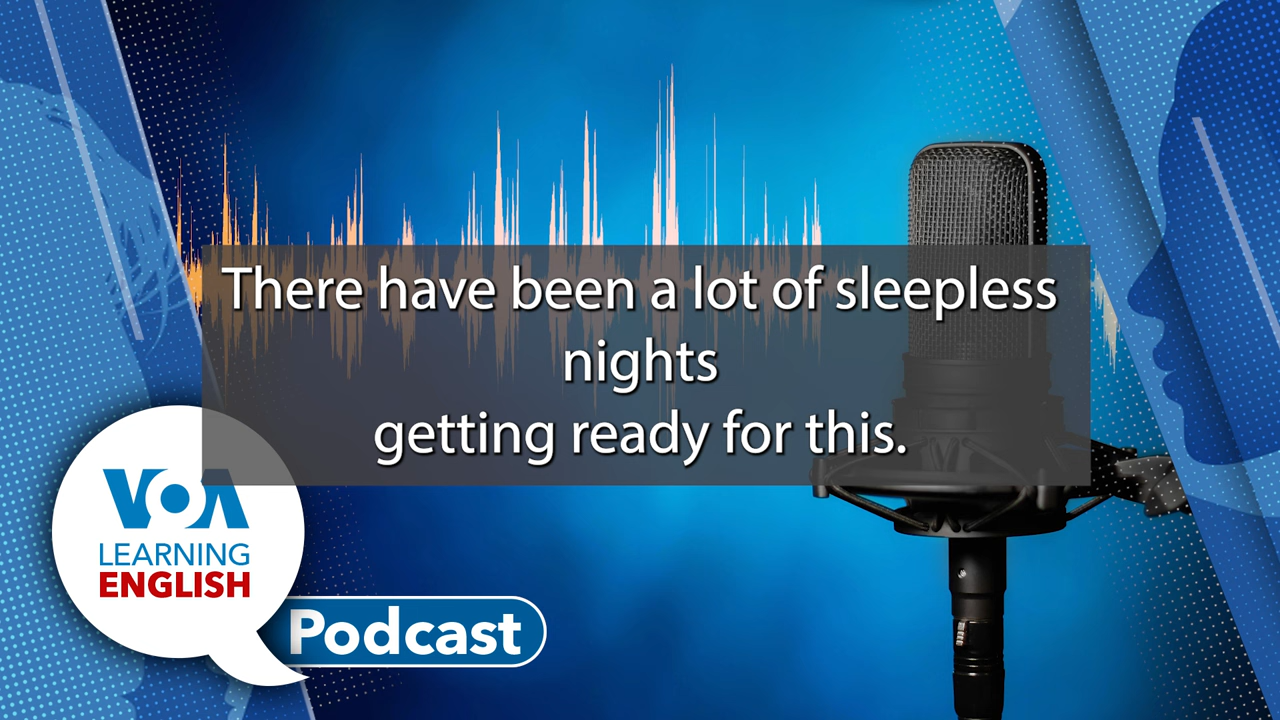 There have been a lot of sleepless
nights
getting ready for this.
VOA
LEARNING
ENGLISH
Podcast